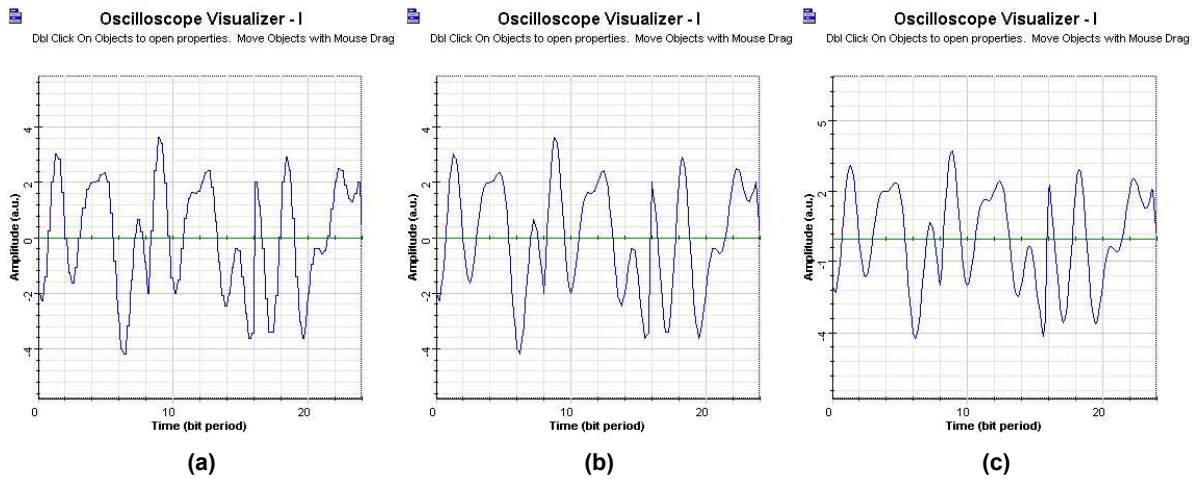 Oscilloscope Visualizer - I
Dbl Click On Objects to open properties. Move Objects with Mouse Drag
Amplitude (a.u.)
4
2
0
-2
-4
0 10 20
Time (bit period)
(a)
Oscilloscope Visualizer - I
Dbl Click On Objects to open properties. Move Objects with Mouse Drag
Amplitude (a.u.)
4
2
0
-2
-4
0 10 20
Time (bit period)
(b)
Oscilloscope Visualizer - I
Dbl Click On Objects to open properties. Move Objects with Mouse Drag
Amplitude (a.u.)
5
2
-1
-4
0 10 20
Time (bit period)
(c)